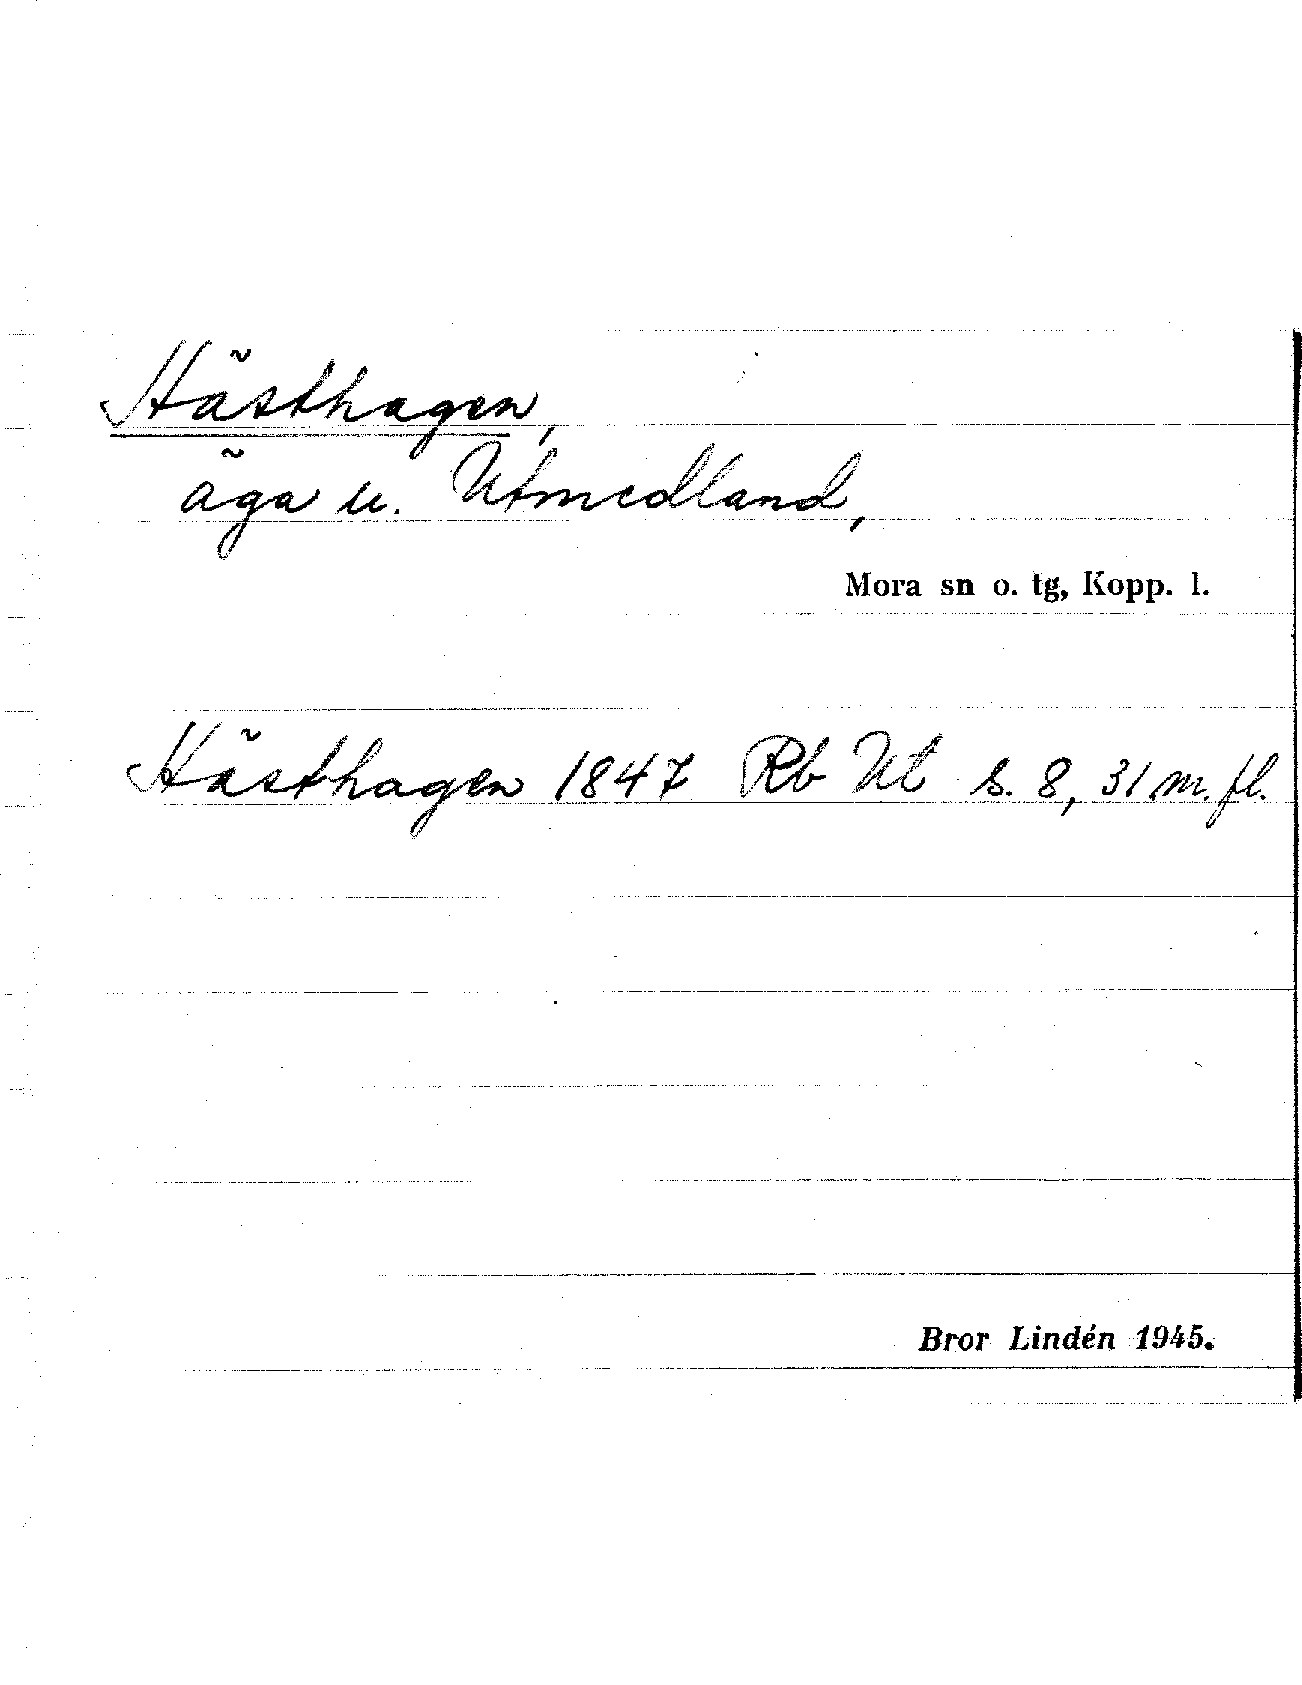 Hästhagen,
äga u. Utmedland,
Mora sn o. tg, Kopp. l.
Hästhagen 1847 Rb Ut s. 8, 31 m. fl.
Bror Lindén 1945.